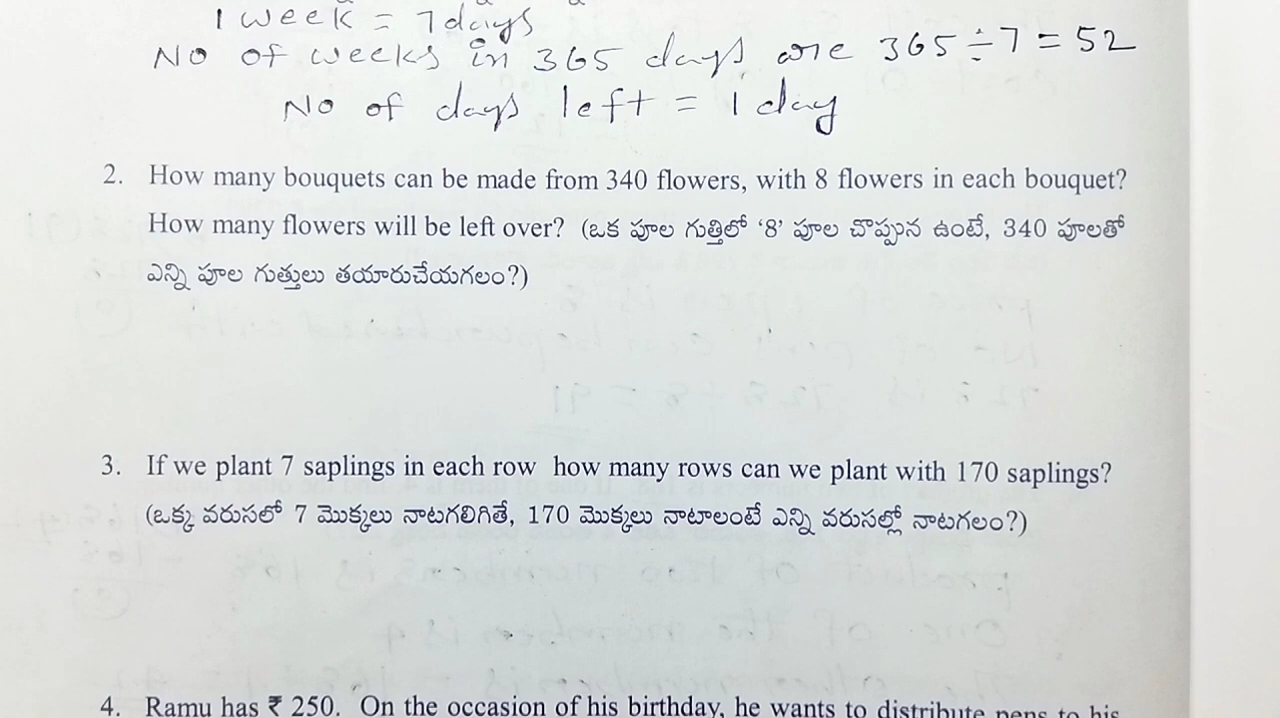 1 week = 7 days
No of weeks in 365 days are 365 ÷ 7 = 52
No of days left = 1 day
2. How many bouquets can be made from 340 flowers, with 8 flowers in each bouquet?
How many flowers will be left over? (ఒక పూల గుత్తిలో ‘8’ పూల చొప్పున ఉంటే, 340 పూలతో
ఎన్ని పూల గుత్తులు తయారుచేయగలం?)
3. If we plant 7 saplings in each row how many rows can we plant with 170 saplings?
(ఒక్క వరుసలో 7 మొక్కలు నాటగలిగితే, 170 మొక్కలు నాటాలంటే ఎన్ని వరుసల్లో నాటగలం?)
4. Ramu has ₹ 250. On the occasion of his birthday, he wants to distribute pens to his